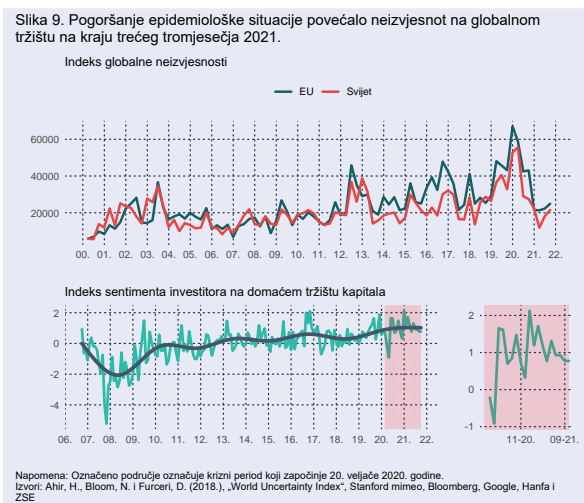 Slika 9. Pogoršanje epidemiološke situacije povećalo neizvjesnot na globalnom
tržištu na kraju trećeg tromjesečja 2021.
Indeks globalne neizvjesnosti
EU Svijet
60000
40000
20000
00. 01. 02. 03. 04. 05. 06. 07. 08. 09. 10. 11. 12. 13. 14. 15. 16. 17. 18. 19. 20. 21. 22.
Indeks sentimenta investitora na domaćem tržištu kapitala
2
0
-2
-4
06. 07. 08. 09. 10. 11. 12. 13. 14. 15. 16. 17. 18. 19. 20. 21. 22.
2
1
0
-1
11-20. 09-21.
Napomena: Označeno područje označuje krizni period koji započinje 20. veljače 2020. godine.
Izvori: Ahir, H., Bloom, N. i Furceri, D. (2018.), „World Uncertainty Index“, Stanford mimeo, Bloomberg, Google, Hanfa i
ZSE